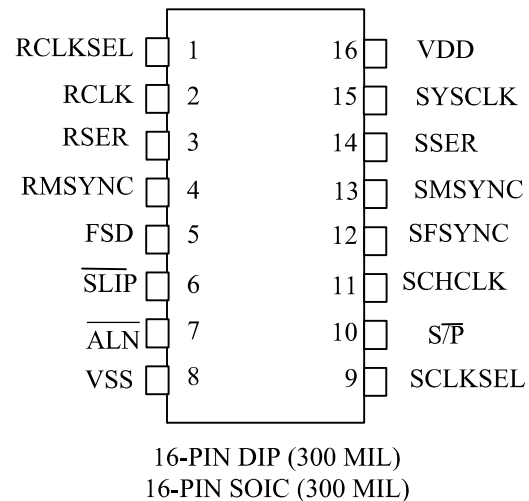 RCLKSEL 1 16 VDD
RCLK 2 15 SYSCLK
RSER 3 14 SSER
RMSYNC 4 13 SMSYNC
FSD 5 12 SFSYNC
S̅L̅I̅P̅ 6 11 SCHCLK
A̅L̅N̅ 7 10 S/P̅
VSS 8 9 SCLKSEL
16-PIN DIP (300 MIL)
16-PIN SOIC (300 MIL)